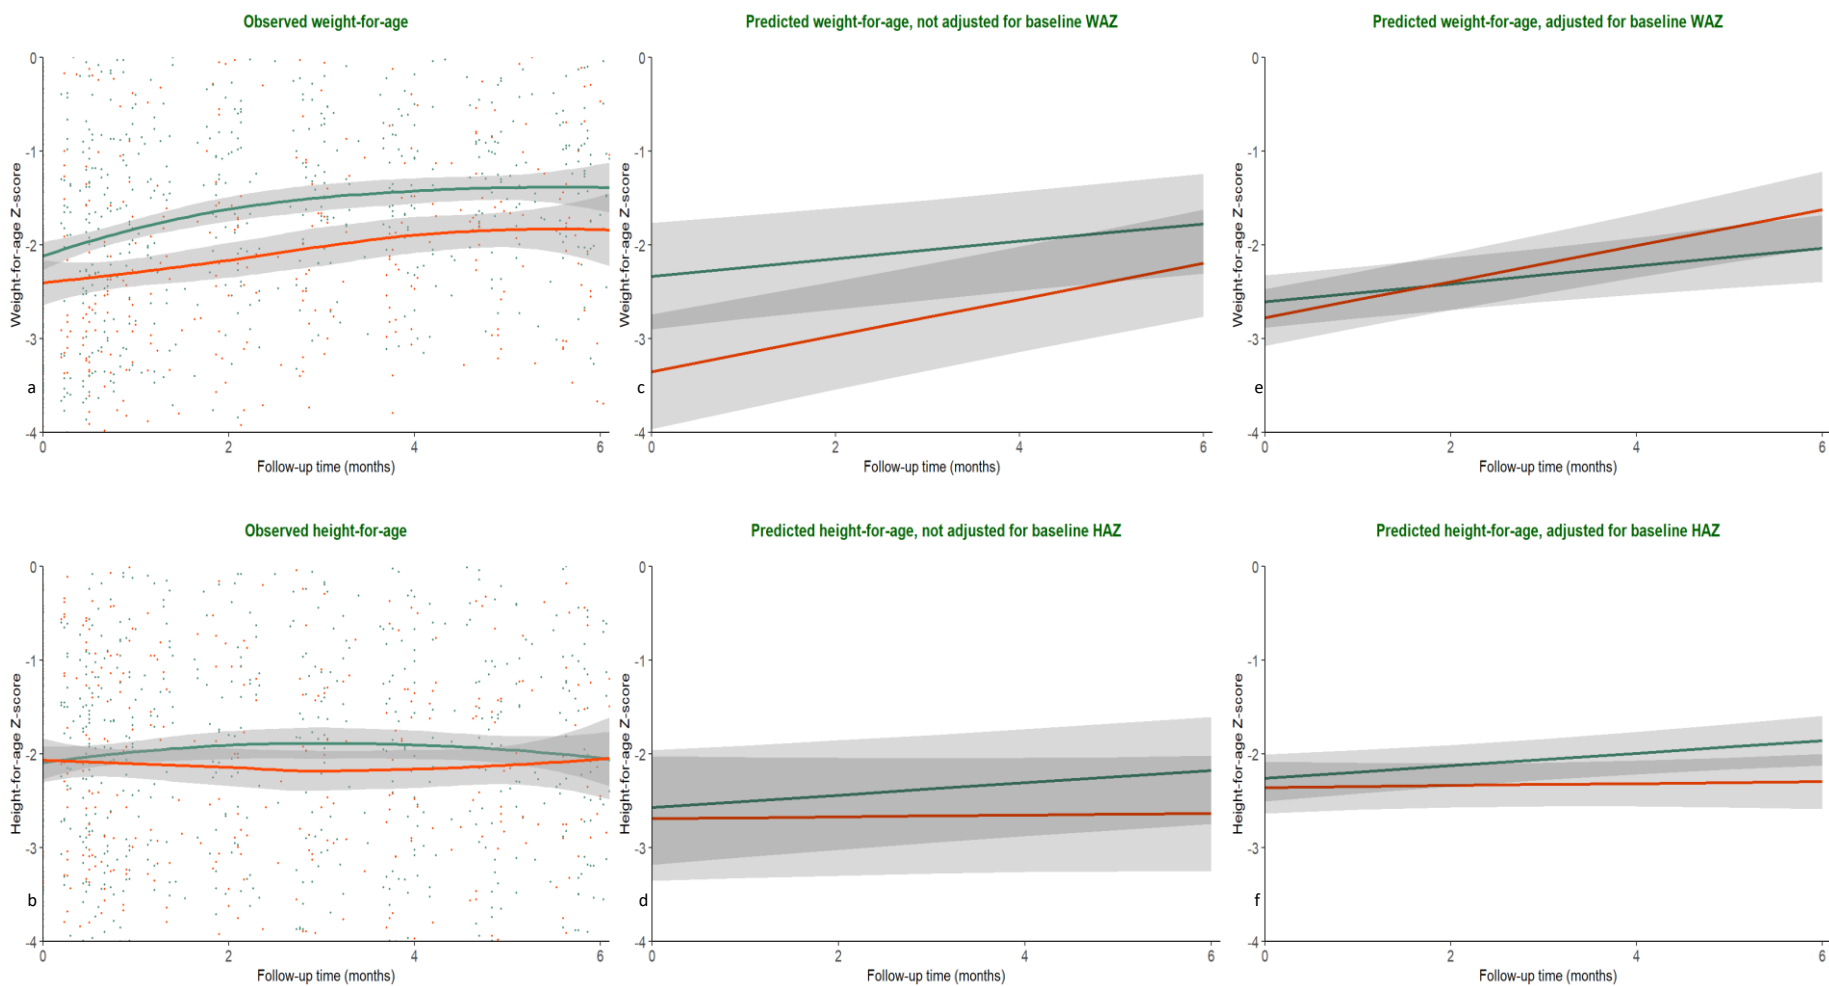 Observed weight-for-age
Weight-for-age Z-score
0
-1
-2
-3
-4
a
0 2 4 6
Follow-up time (months)
Predicted weight-for-age, not adjusted for baseline WAZ
Weight-for-age Z-score
0
-1
-2
-3
-4
c
0 2 4 6
Follow-up time (months)
Predicted weight-for-age, adjusted for baseline WAZ
Weight-for-age Z-score
0
-1
-2
-3
-4
e
0 2 4 6
Follow-up time (months)
Observed height-for-age
Height-for-age Z-score
0
-1
-2
-3
-4
b
0 2 4 6
Follow-up time (months)
Predicted height-for-age, not adjusted for baseline HAZ
Height-for-age Z-score
0
-1
-2
-3
-4
d
0 2 4 6
Follow-up time (months)
Predicted height-for-age, adjusted for baseline HAZ
Height-for-age Z-score
0
-1
-2
-3
-4
f
0 2 4 6
Follow-up time (months)